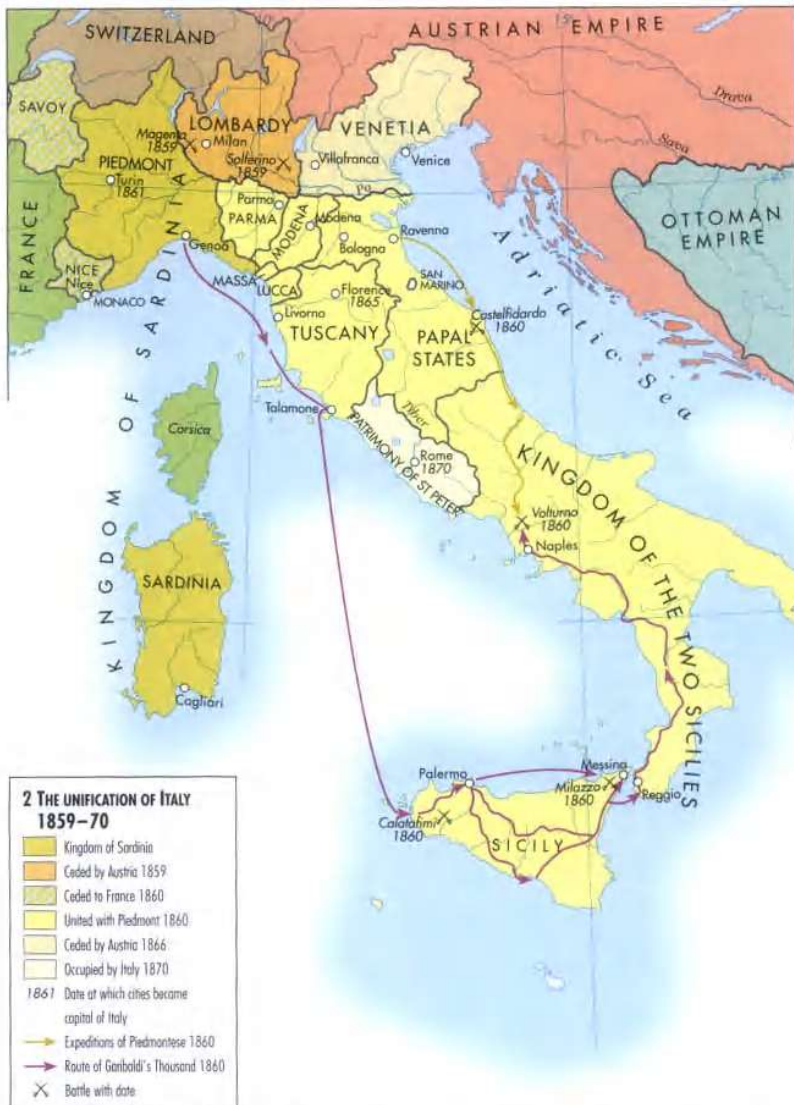 SWITZERLAND
AUSTRIAN EMPIRE
10°
15°
SAVOY
LOMBARDY
VENETIA
Drava
Sava
Magenta
1859
Milan
Solferino
1859
Villafranca
Venice
PIEDMONT
Turin
1861
Po
45°
FRANCE
Parma
PARMA
MODENA
Modena
Bologna
Ravenna
OTTOMAN
EMPIRE
Genoa
NICE
Nice
MONACO
MASSA
LUCCA
Florence
1865
SAN
MARINO
Adriatic Sea
Livorno
TUSCANY
Castelfidardo
1860
PAPAL
STATES
Talamone
Tiber
PATRIMONY OF ST PETER
Rome
1870
Corsica
KINGDOM OF SARDINIA
KINGDOM OF THE TWO SICILIES
Volturno
1860
Naples
SARDINIA
Cagliari
Palermo
Messina
Milazzo
1860
Reggio
Calatafimi
1860
SICILY
2 THE UNIFICATION OF ITALY
1859–70
Kingdom of Sardinia
Ceded by Austria 1859
Ceded to France 1860
United with Piedmont 1860
Ceded by Austria 1866
Occupied by Italy 1870
1861 Date at which cities became
capital of Italy
Expeditions of Piedmontese 1860
Route of Garibaldi's Thousand 1860
Battle with date